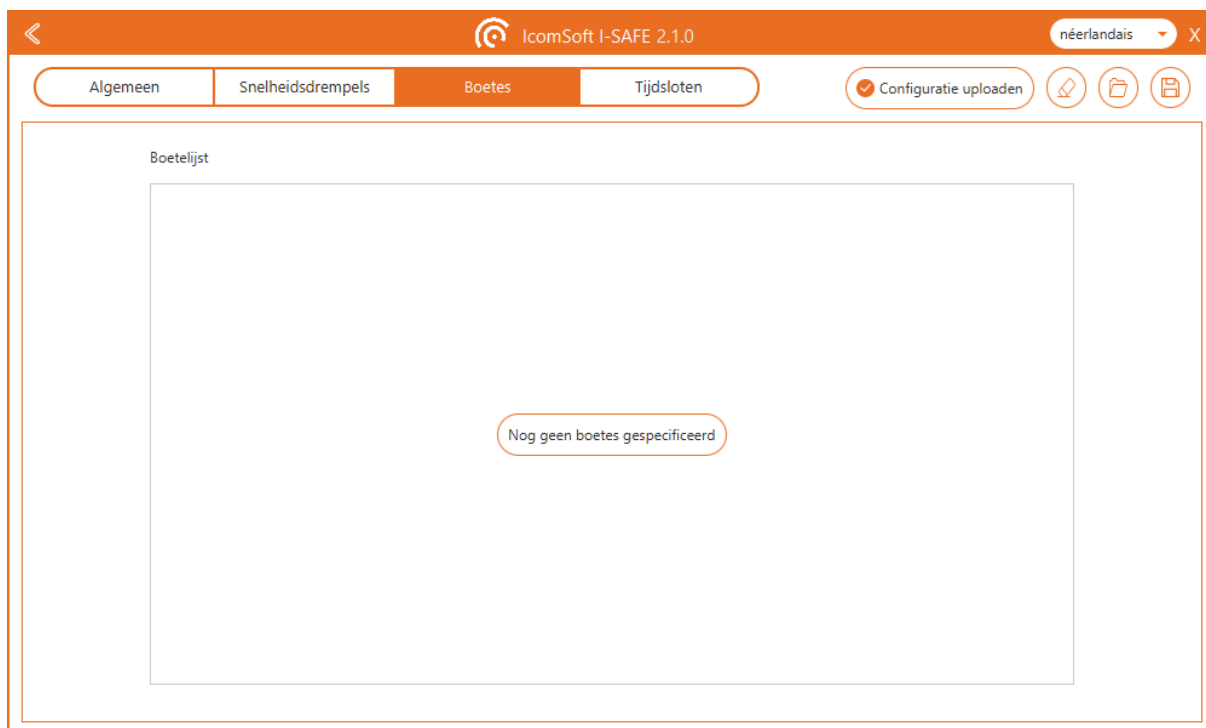 IcomSoft I-SAFE 2.1.0
néerlandais
X
Algemeen
Snelheidsdrempels
Boetes
Tijdsloten
Configuratie uploaden
Boetelijst
Nog geen boetes gespecificeerd